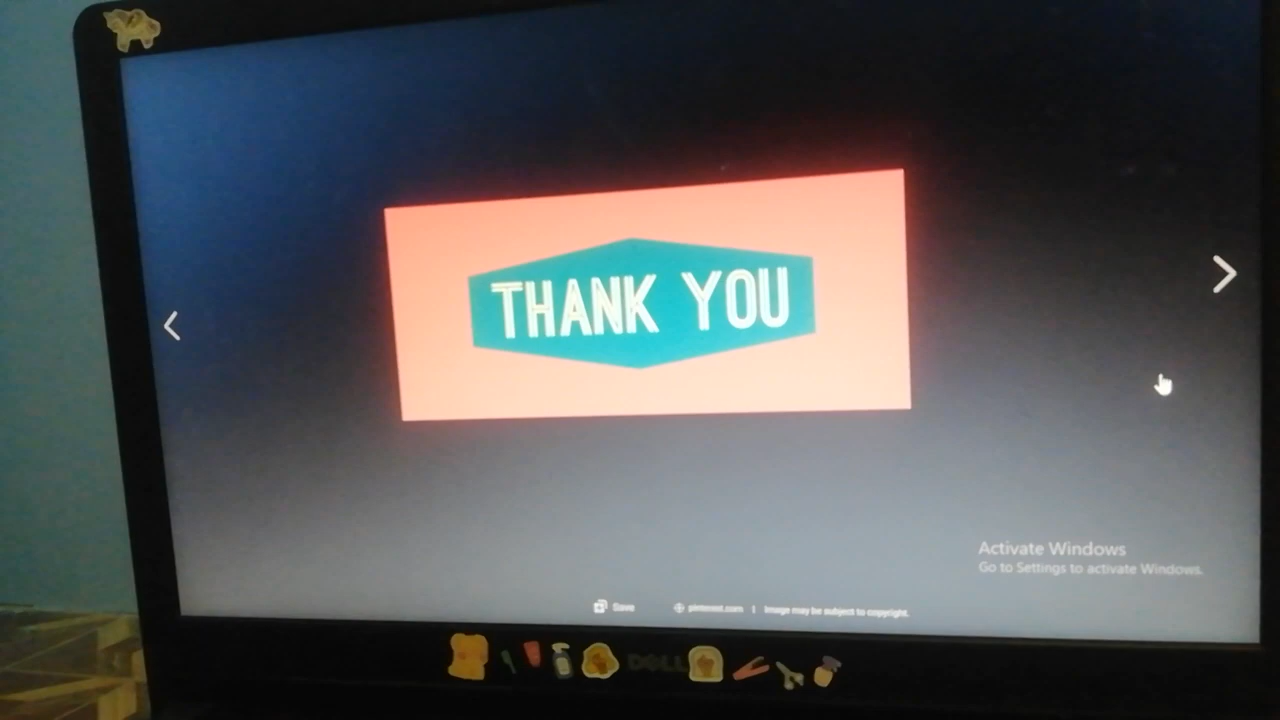 THANK YOU
Activate Windows
Go to Settings to activate Windows.
Save
pinterest.com | Image may be subject to copyright.
DELL